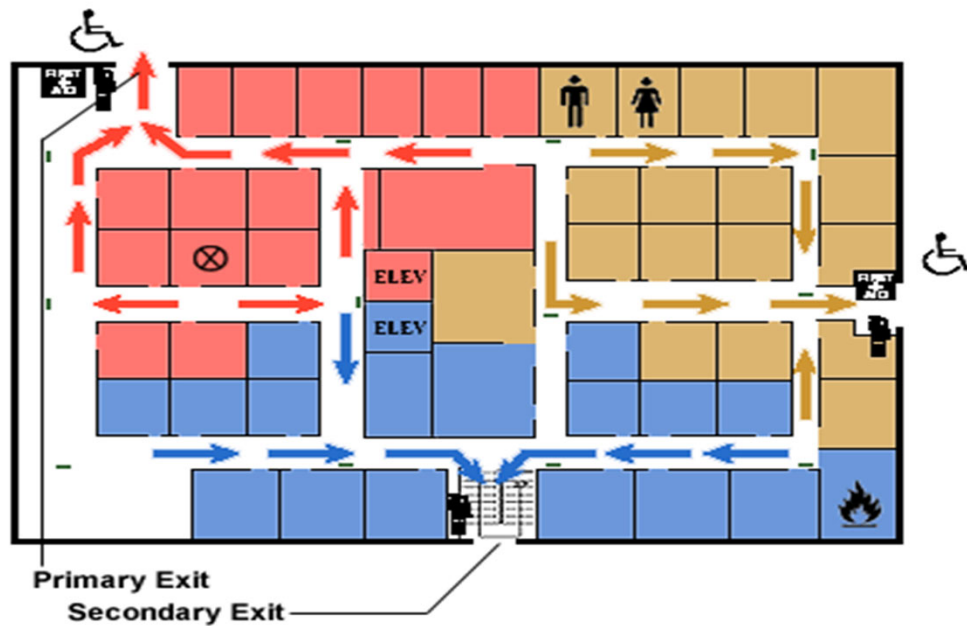 FIRST
AID
ELEV
FIRST
AID
ELEV
Primary Exit
Secondary Exit